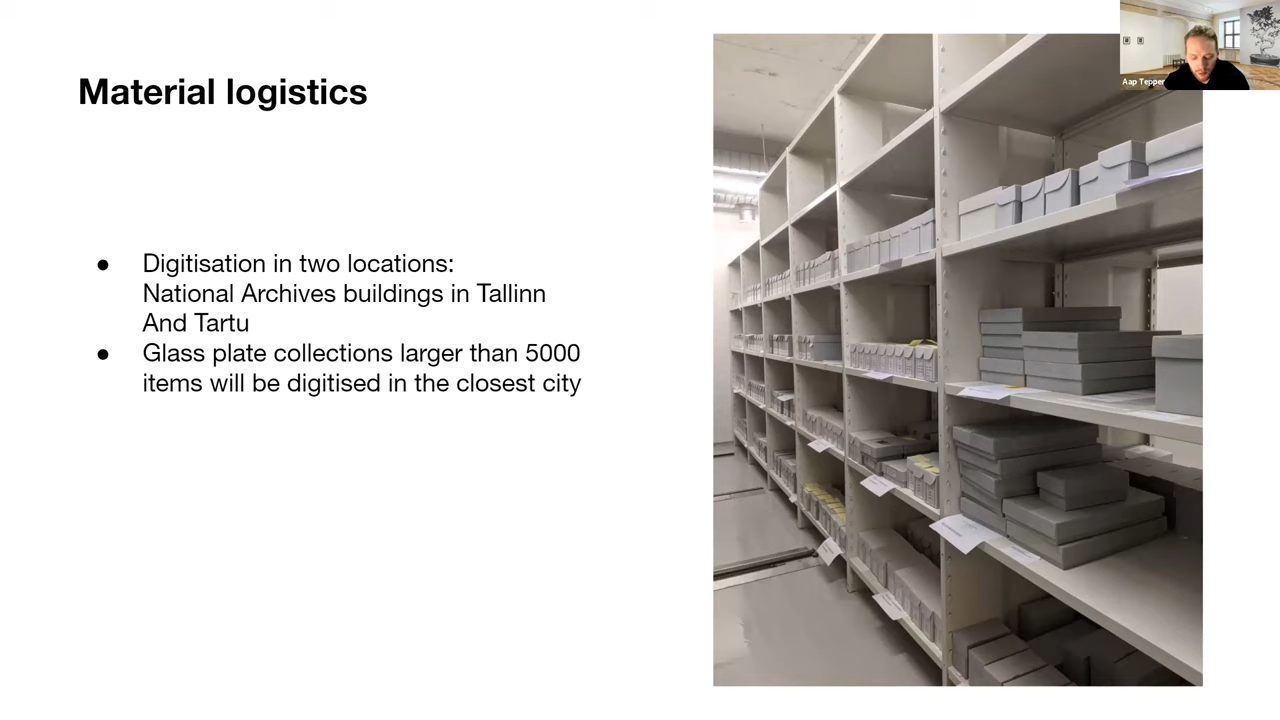 Material logistics
● Digitisation in two locations:
National Archives buildings in Tallinn
And Tartu
● Glass plate collections larger than 5000
items will be digitised in the closest city
Aap Tepper